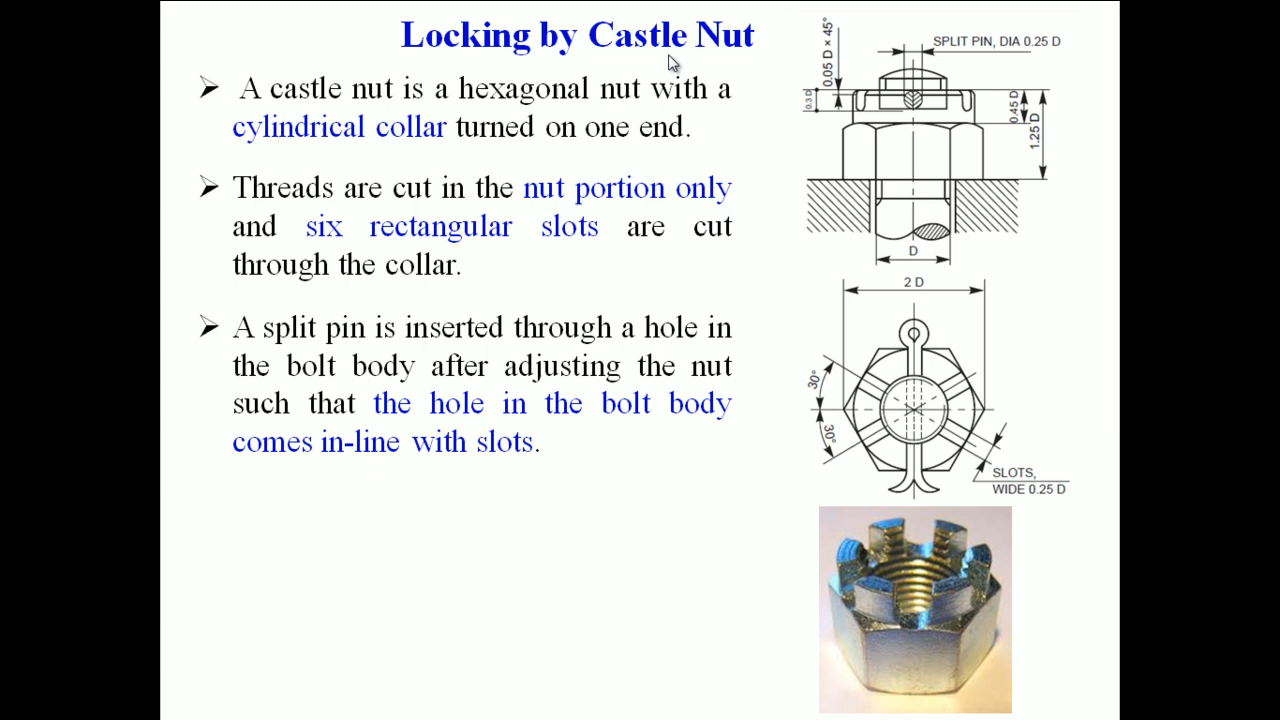 Locking by Castle Nut
➢ A castle nut is a hexagonal nut with a
cylindrical collar turned on one end.
➢ Threads are cut in the nut portion only
and six rectangular slots are cut
through the collar.
➢ A split pin is inserted through a hole in
the bolt body after adjusting the nut
such that the hole in the bolt body
comes in-line with slots.
SPLIT PIN, DIA 0.25 D
0.05 D × 45°
0.3 D
0.45 D
1.25 D
D
2 D
30°
30°
SLOTS,
WIDE 0.25 D